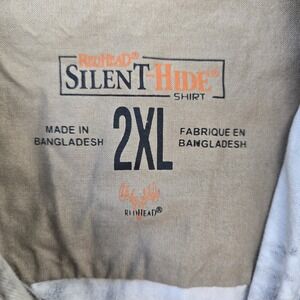 REDHEAD®
SILENT-HIDE®
SHIRT
MADE IN
BANGLADESH
2XL
FABRIQUE EN
BANGLADESH
REDHEAD®